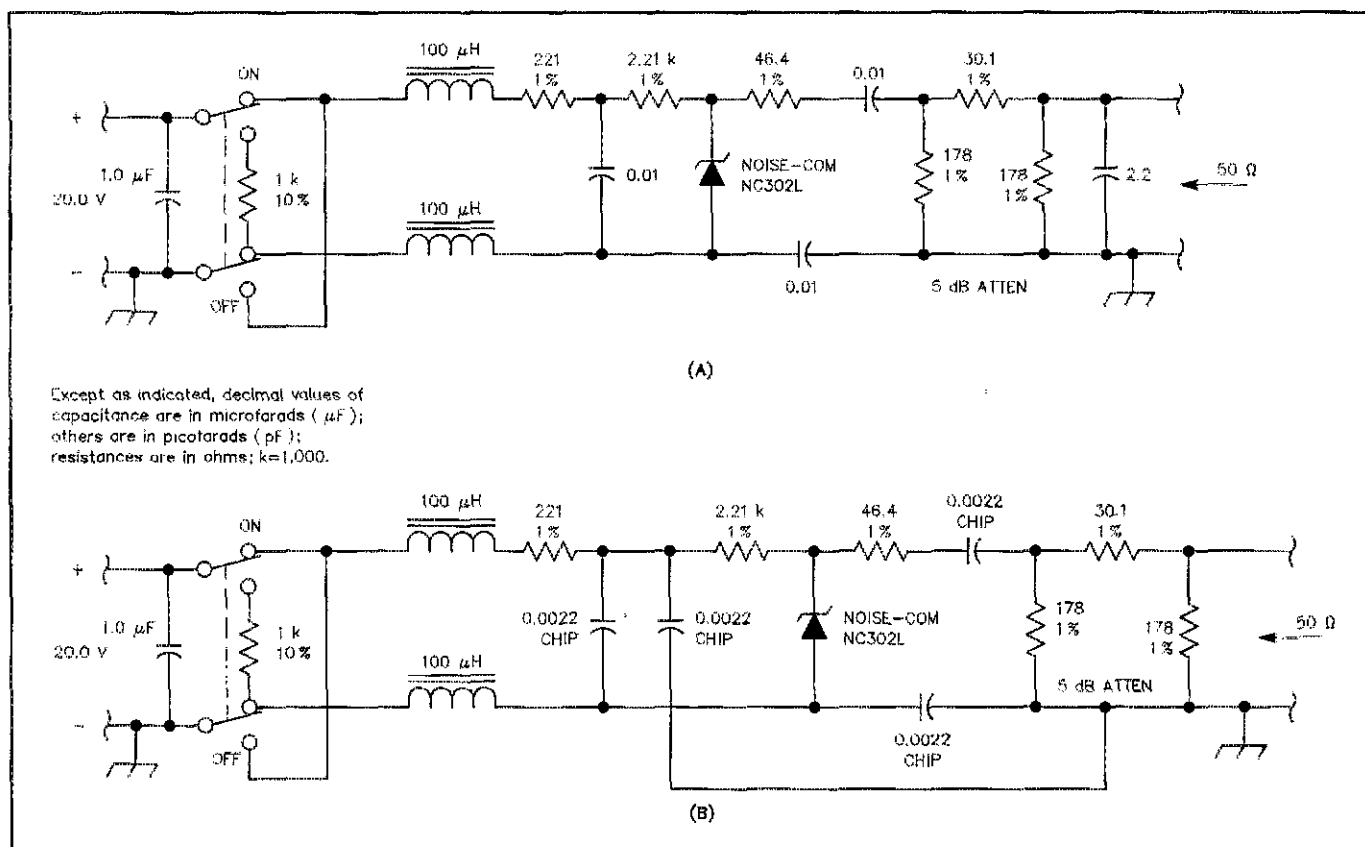 100 µH
221
1%
2.21 k
1%
46.4
1%
0.01
30.1
1%
ON
+
1.0 µF
20.0 V
1 k
10%
0.01
NOISE-COM
NC302L
178
1%
178
1%
2.2
50 Ω
100 µH
-
OFF
0.01
5 dB ATTEN
(A)
Except as indicated, decimal values of
capacitance are in microfarads ( µF);
others are in picofarads ( pF);
resistances are in ohms; k=1,000.
100 µH
221
1%
2.21 k
1%
46.4
1%
0.0022
CHIP
30.1
1%
ON
+
1.0 µF
20.0 V
1 k
10%
0.0022
CHIP
0.0022
CHIP
NOISE-COM
NC302L
178
1%
178
1%
50 Ω
100 µH
5 dB ATTEN
-
OFF
0.0022
CHIP
(B)